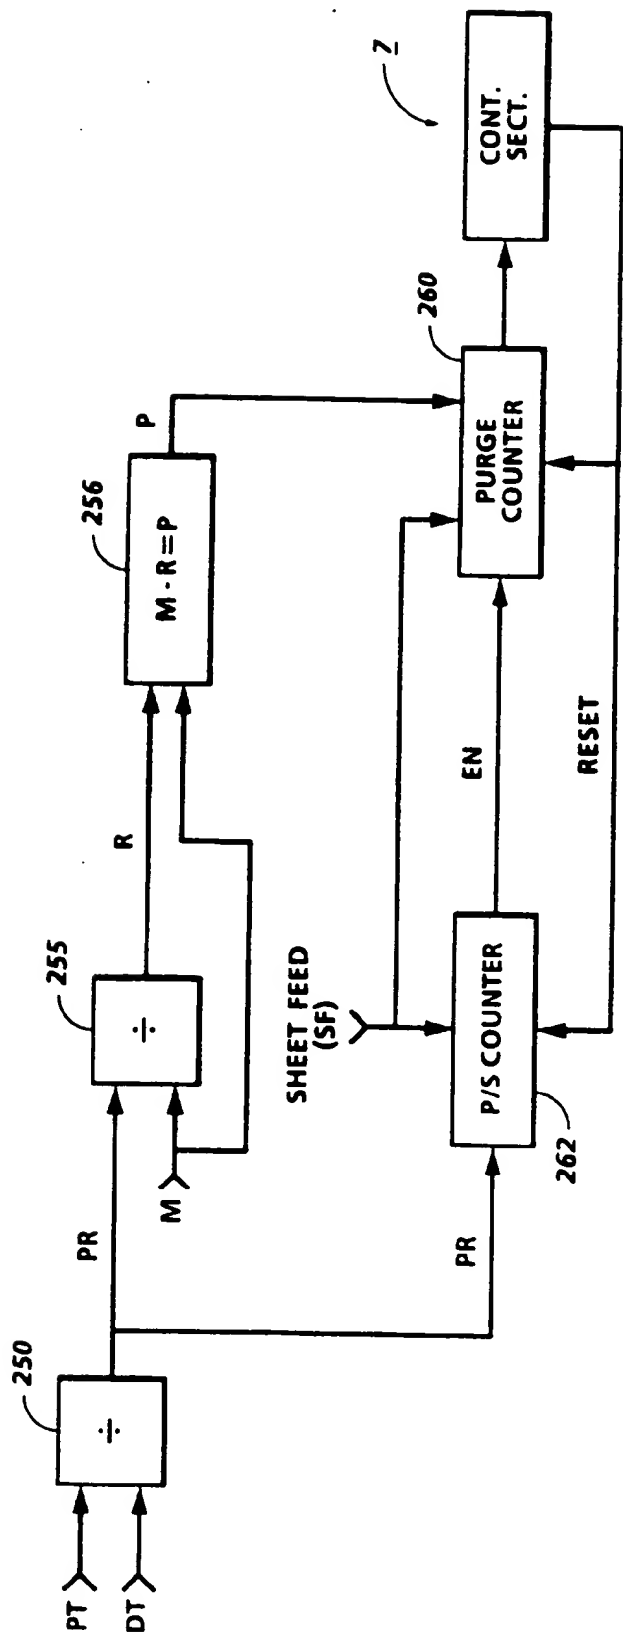 PT
DT
250
÷
PR
M
255
÷
R
256
M · R = P
P
PR
SHEET FEED
(SF)
P/S COUNTER
262
EN
RESET
260
PURGE
COUNTER
7
CONT.
SECT.